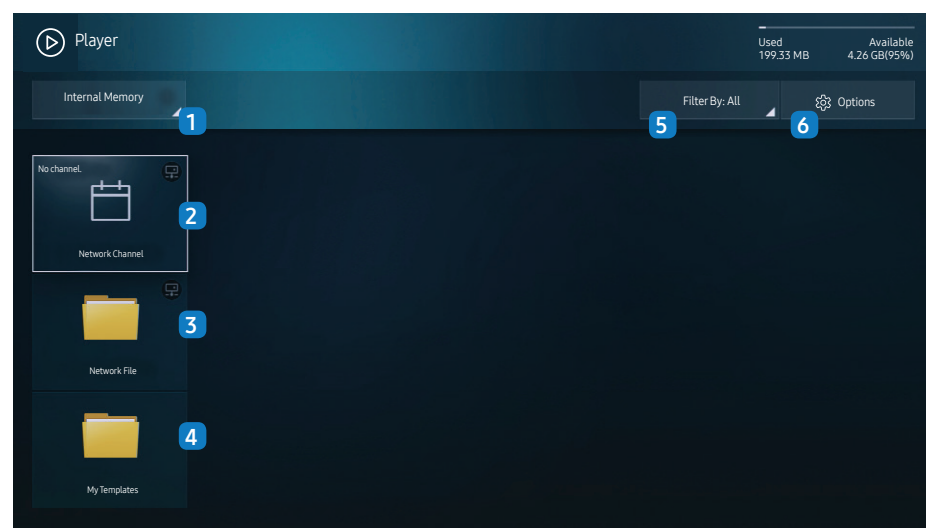 Player
Used Available
199.33 MB 4.26 GB(95%)
Internal Memory
1
Filter By: All
5
Options
6
No channel.
2
Network Channel
3
Network File
4
My Templates